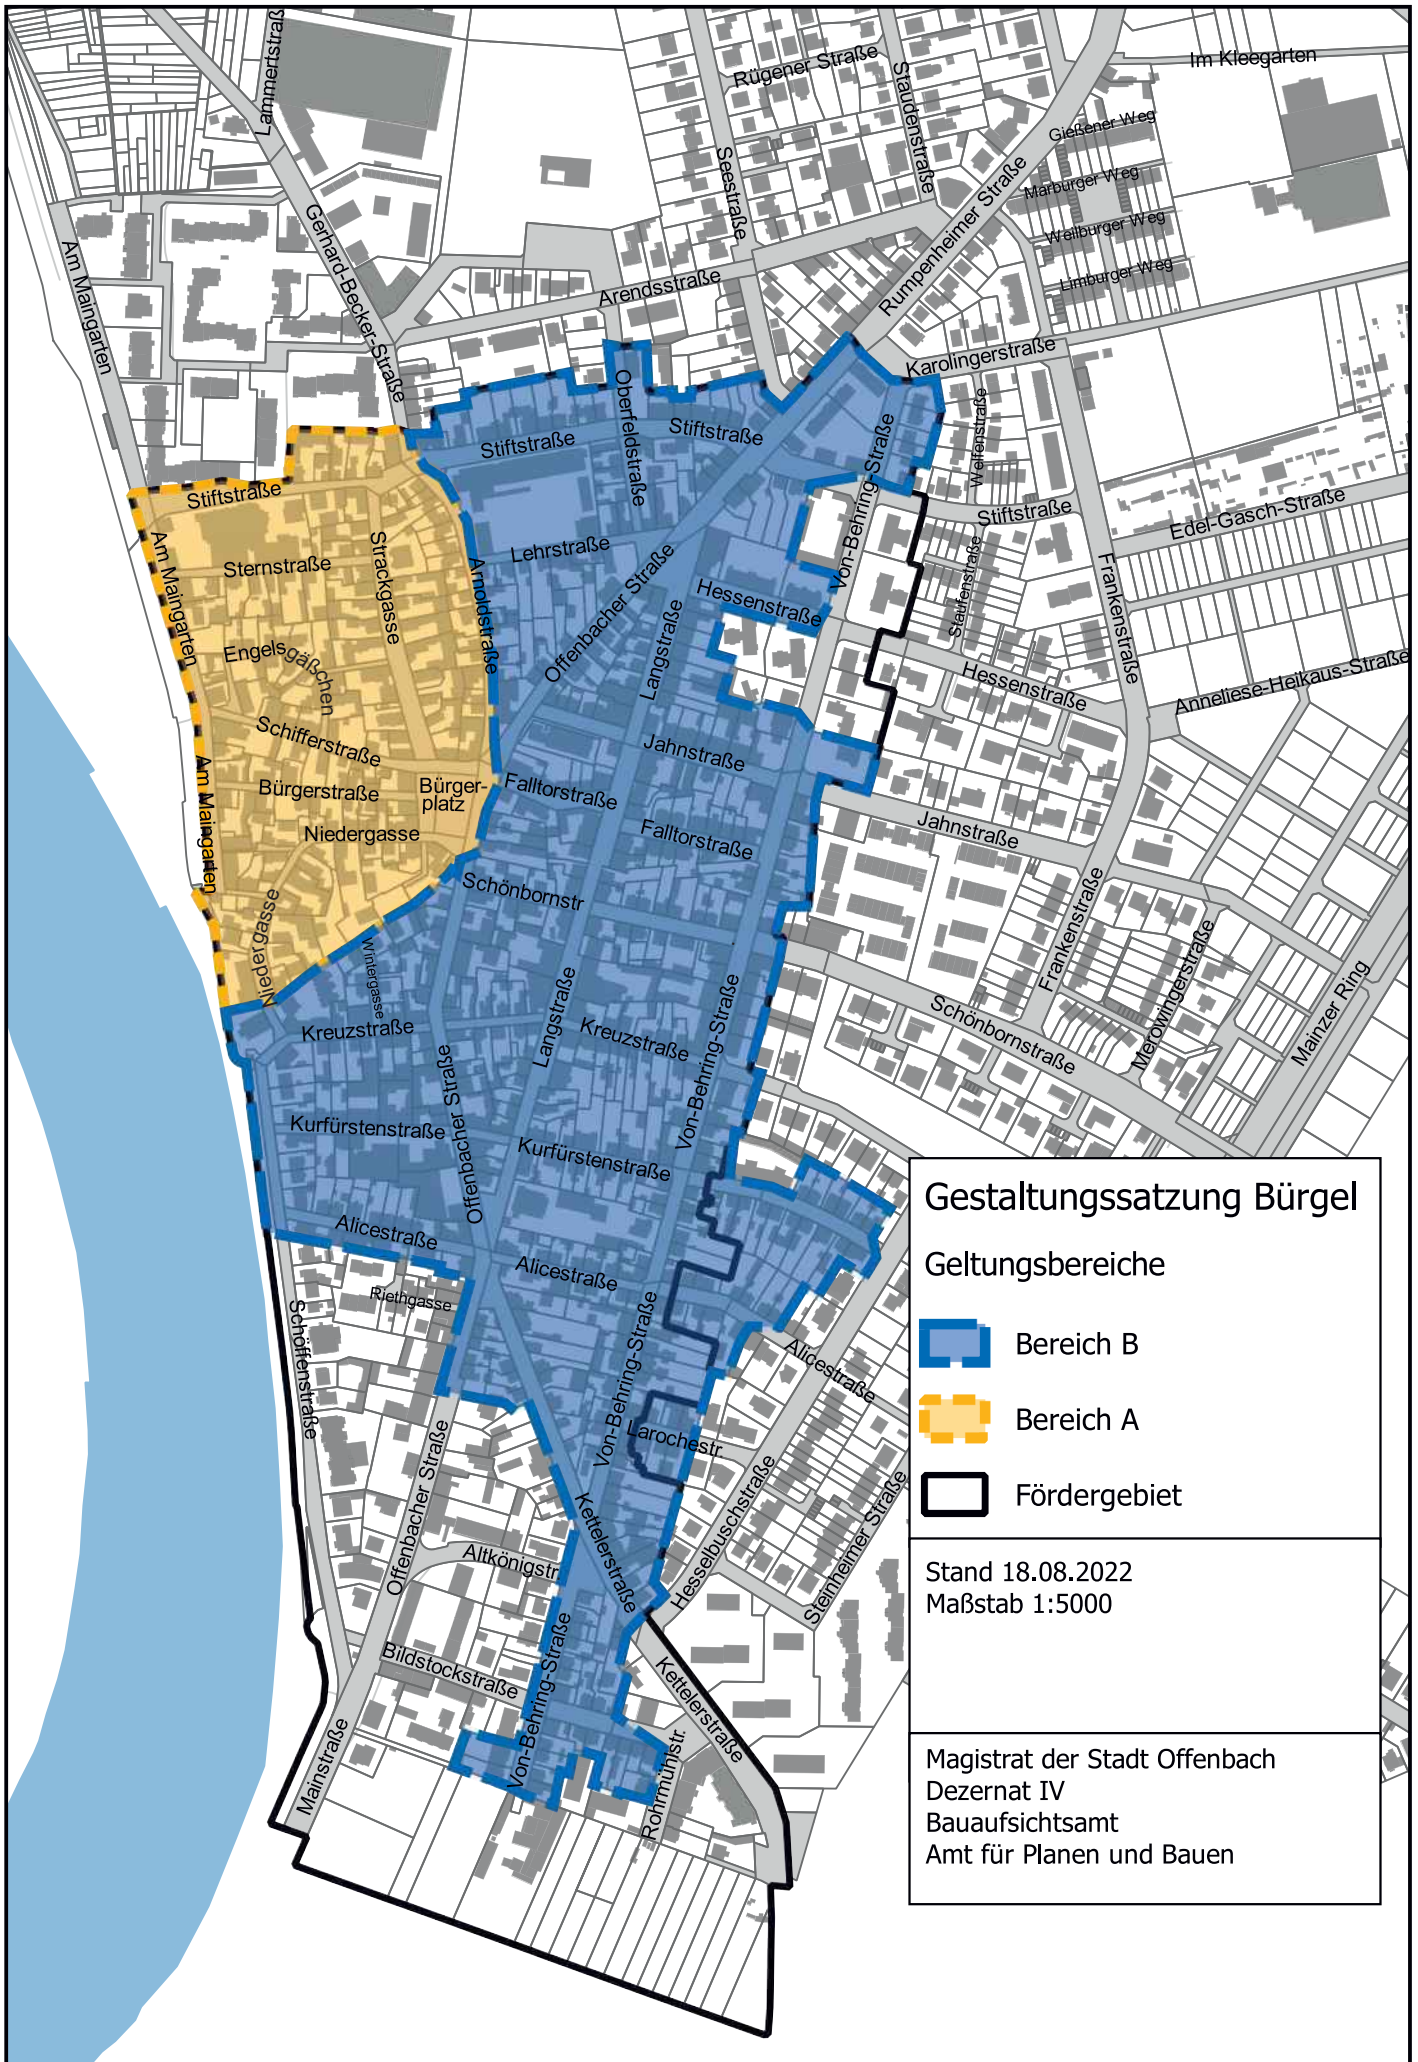 Lammertstraß
Rügener Straße
Staudenstraße
Im Kleegarten
Gießener Weg
Marburger Weg
Weilburger Weg
Limburger Weg
Seestraße
Rumpenheimer Straße
Am Maingarten
Gerhard-Becker-Straße
Arendsstraße
Karolingerstraße
Oberfeldstraße
Stiftstraße
Stiftstraße
Welfenstraße
Von-Behring-Straße
Stiftstraße
Stiftstraße
Edel-Gasch-Straße
Am Maingarten
Sternstraße
Strackgasse
Arnoldstraße
Lehrstraße
Offenbacher Straße
Hessenstraße
Staufenstraße
Frankenstraße
Engelsgäßchen
Langstraße
Hessenstraße
Anneliese-Heikaus-Straße
Schifferstraße
Jahnstraße
Am Maingarten
Bürgerstraße
Bürger-
platz
Falltorstraße
Niedergasse
Falltorstraße
Jahnstraße
Schönbornstr
Niedergasse
Wintergasse
Frankenstraße
Merowingerstraße
Mainzer Ring
Kreuzstraße
Langstraße
Kreuzstraße
Von-Behring-Straße
Schönbornstraße
Offenbacher Straße
Kurfürstenstraße
Kurfürstenstraße
Alicestraße
Alicestraße
Riethgasse
Schöffenstraße
Von-Behring-Straße
Alicestraße
Larochestr.
Offenbacher Straße
Kettelerstraße
Hesselbuschstraße
Steinheimer Straße
Altkönigstr.
Bildstockstraße
Von-Behring-Straße
Kettelerstraße
Mainstraße
Rohrmühlstr.
Gestaltungssatzung Bürgel
Geltungsbereiche
Bereich B
Bereich A
Fördergebiet
Stand 18.08.2022
Maßstab 1:5000
Magistrat der Stadt Offenbach
Dezernat IV
Bauaufsichtsamt
Amt für Planen und Bauen